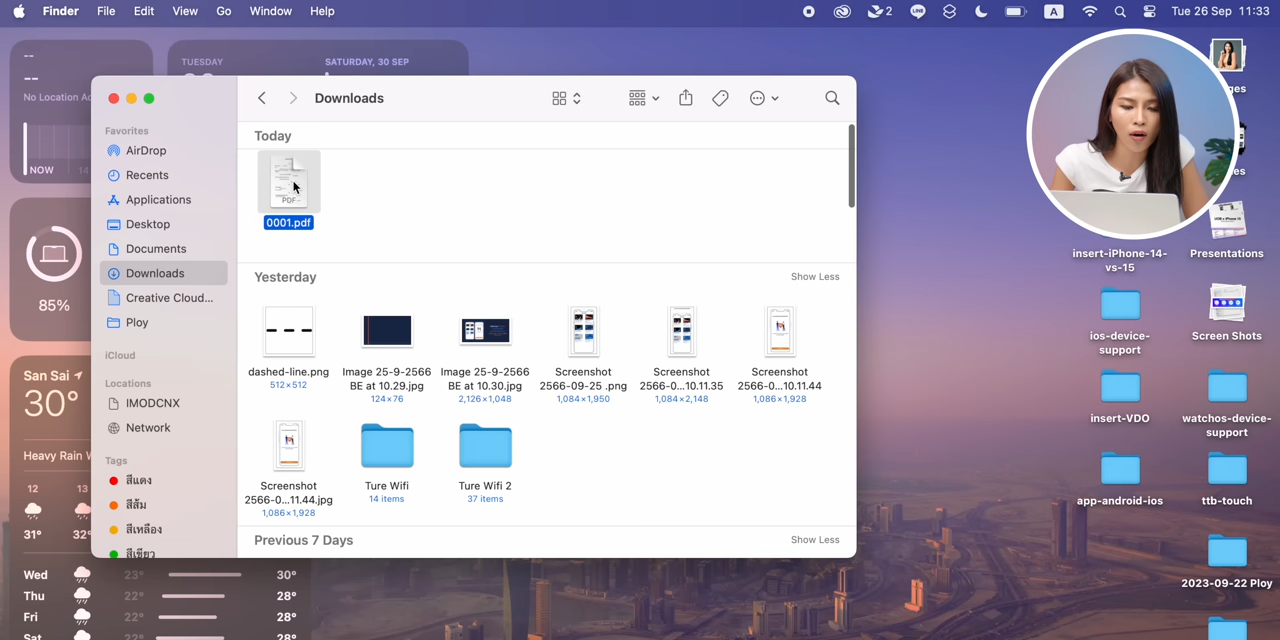 Finder File Edit View Go Window Help
2 LINE A Tue 26 Sep 11:33
--
--
No Location
NOW
TUESDAY SATURDAY, 30 SEP
85%
San Sai
30°
Heavy Rain
12 13
31° 32°
Wed 23° 30°
Thu 22° 28°
Fri 22° 28°
Sat 22° 28°
Downloads
Favorites
AirDrop
Recents
Applications
Desktop
Documents
Downloads
Creative Cloud...
Ploy
iCloud
Locations
IMODCNX
Network
Tags
สีแดง
สีส้ม
สีเหลือง
สีเขียว
Today
PDF
0001.pdf
Yesterday Show Less
dashed-line.png
512×512
Image 25-9-2566
BE at 10.29.jpg
124×76
Image 25-9-2566
BE at 10.30.jpg
2,126×1,048
Screenshot
2566-09-25 .png
1,084×1,950
Screenshot
2566-0...10.11.35
1,084×2,148
Screenshot
2566-0...10.11.44
1,086×1,928
Screenshot
2566-0...11.44.jpg
1,086×1,928
Ture Wifi
14 items
Ture Wifi 2
37 items
Previous 7 Days Show Less
insert-iPhone-14-
vs-15
Presentations
ios-device-
support
Screen Shots
insert-VDO
watchos-device-
support
app-android-ios
ttb-touch
2023-09-22 Ploy